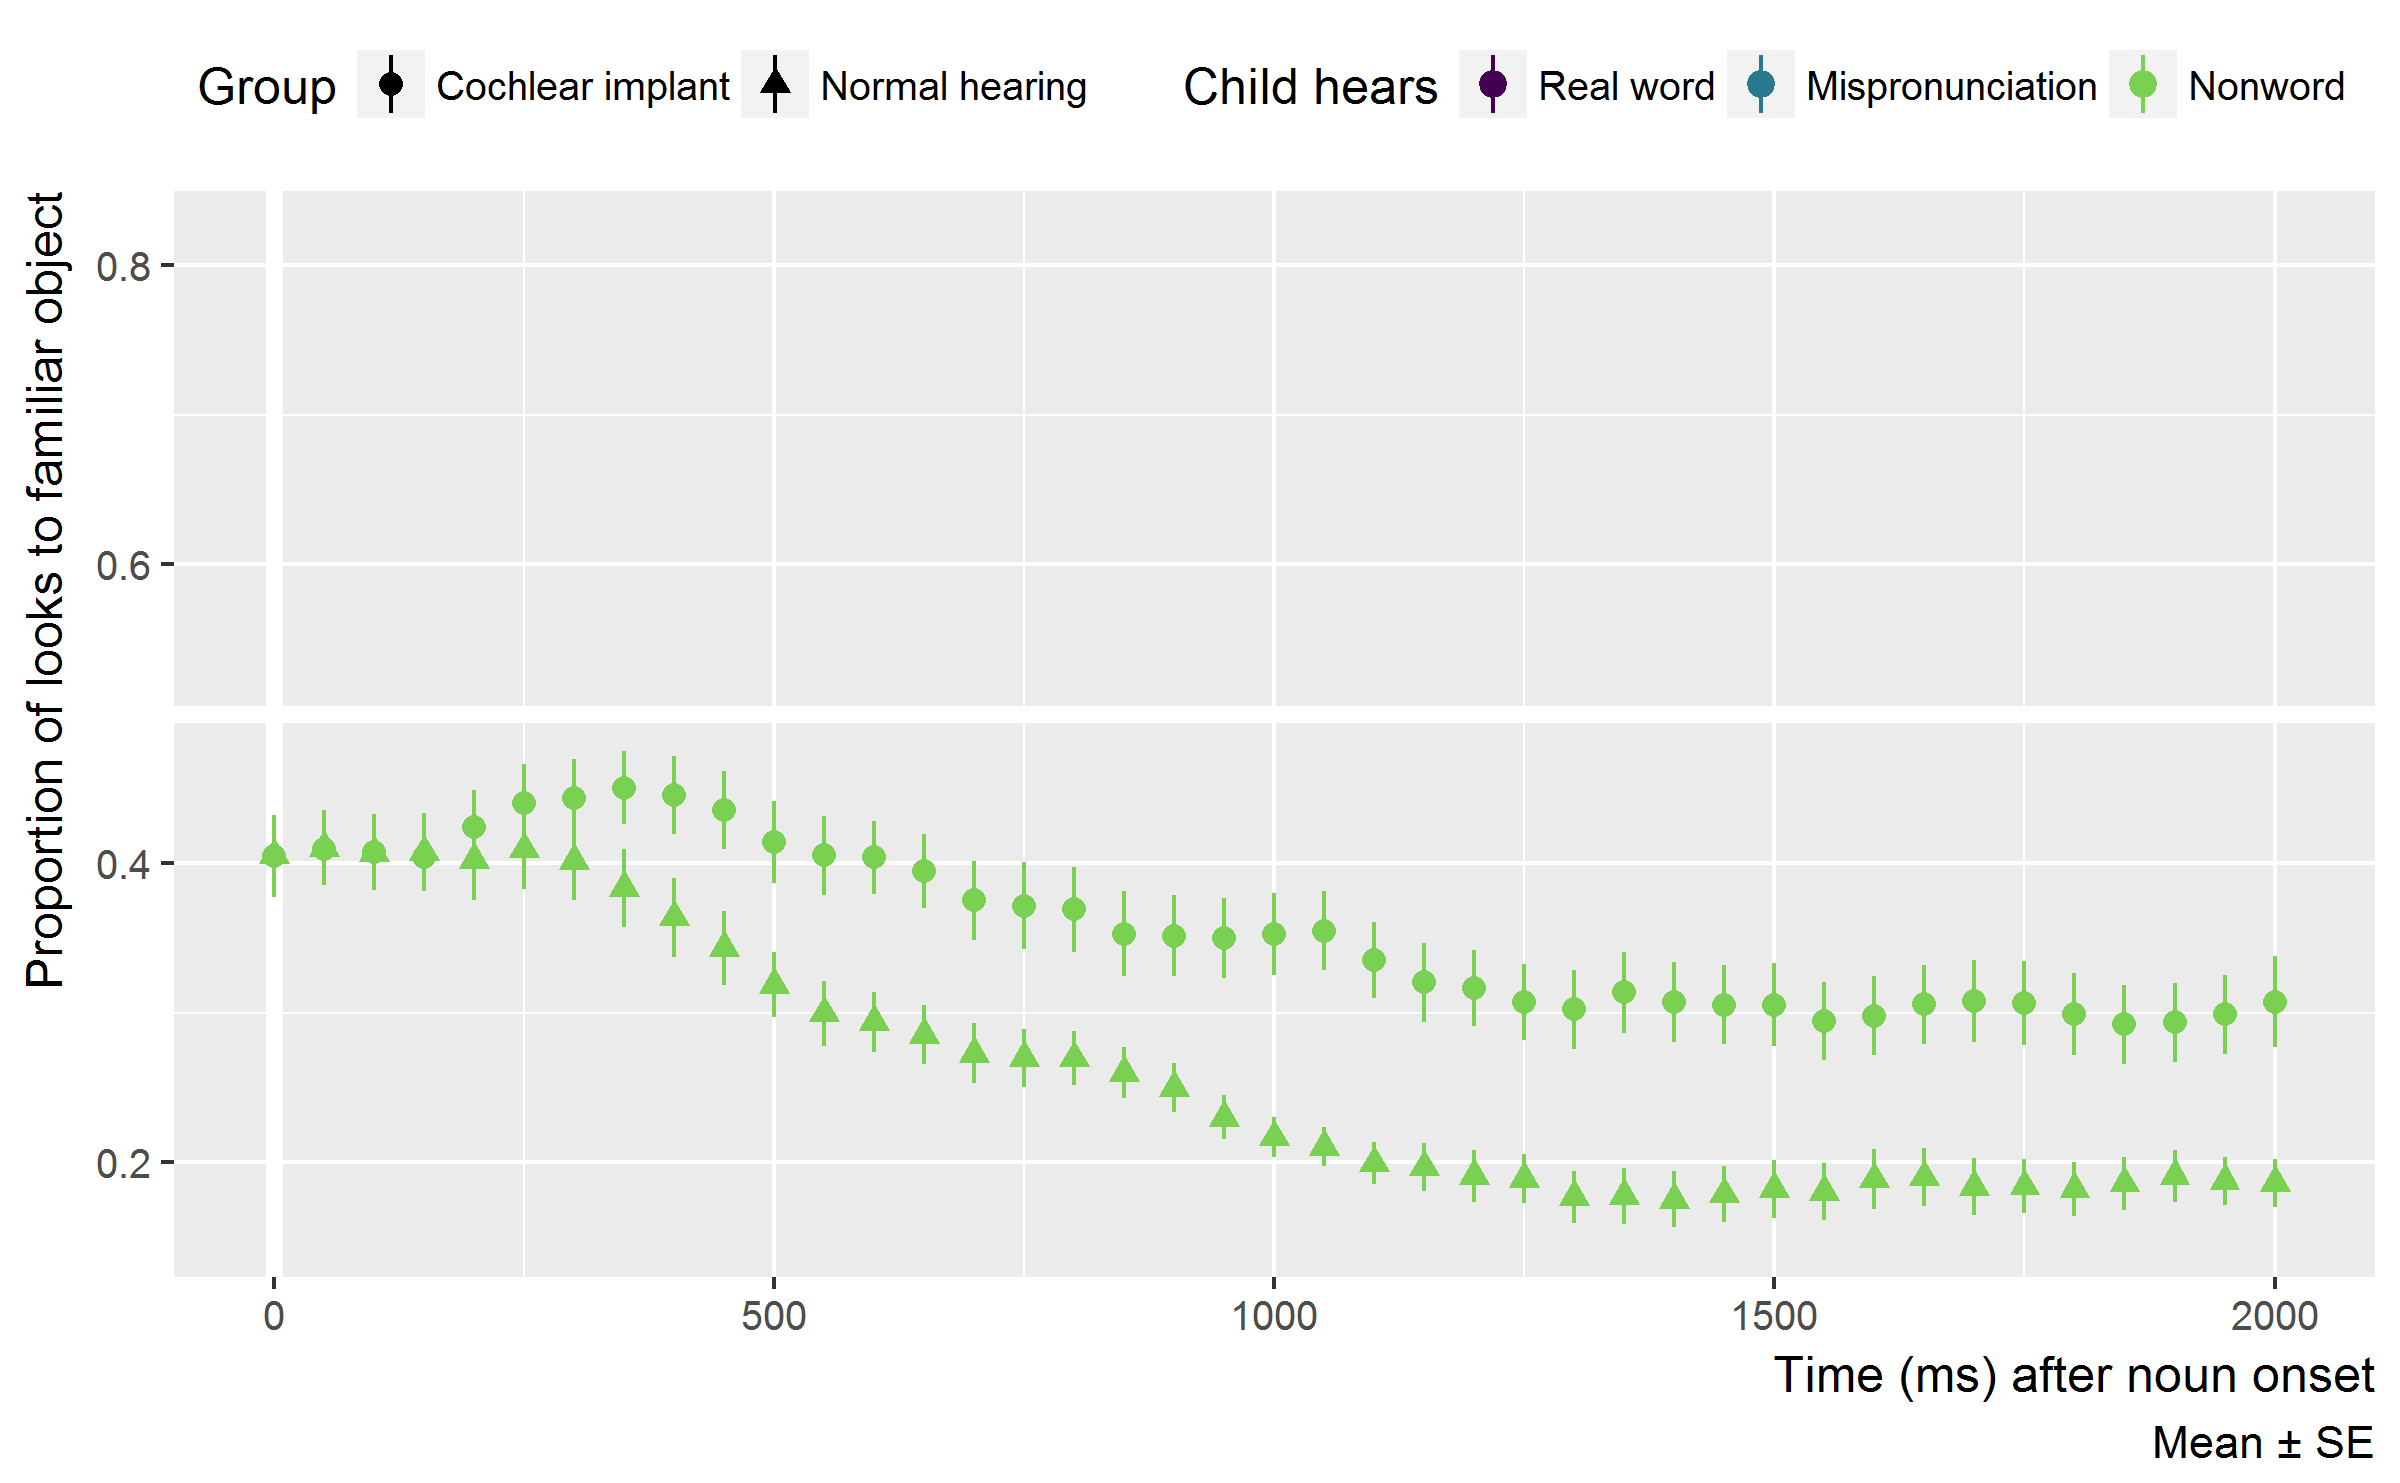 Group Cochlear implant Normal hearing Child hears Real word Mispronunciation Nonword
Proportion of looks to familiar object
0.8
0.6
0.4
0.2
0 500 1000 1500 2000
Time (ms) after noun onset
Mean ± SE